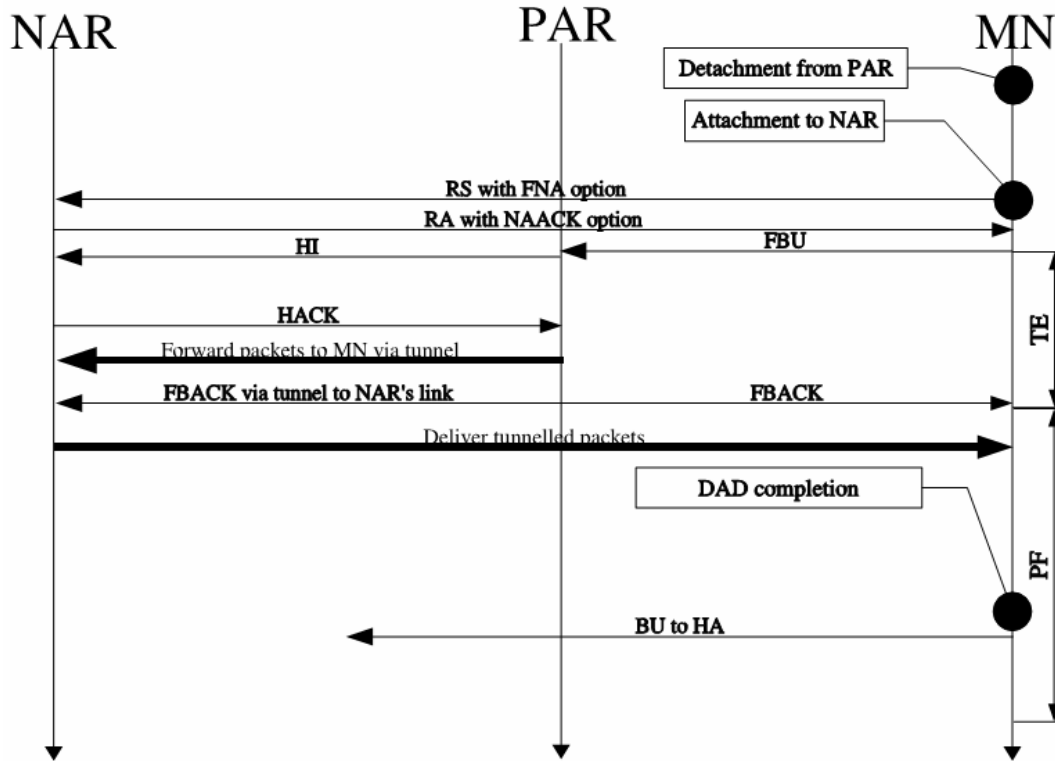 NAR
PAR
MN
Detachment from PAR
Attachment to NAR
RS with FNA option
RA with NAACK option
HI
FBU
HACK
TE
Forward packets to MN via tunnel
FBACK via tunnel to NAR's link
FBACK
Deliver tunnelled packets
DAD completion
PF
BU to HA